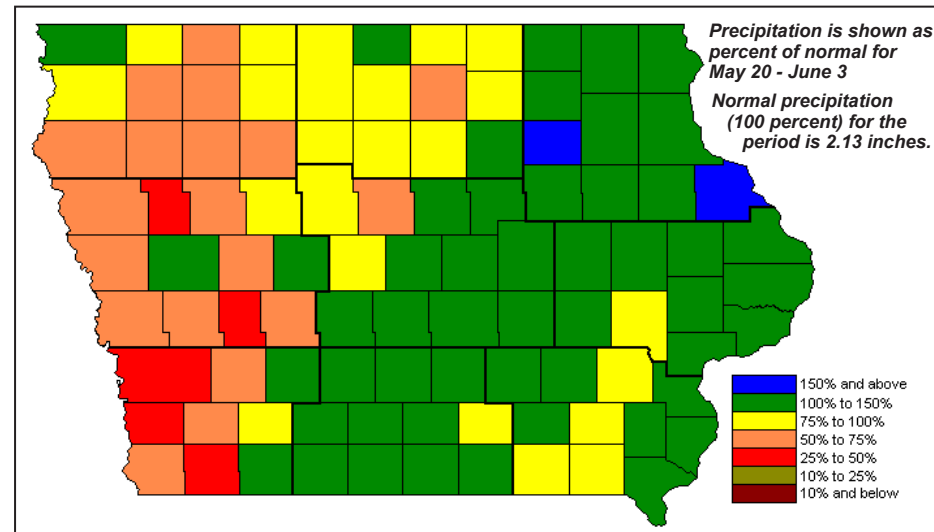 Precipitation is shown as
percent of normal for
May 20 - June 3
Normal precipitation
(100 percent) for the
period is 2.13 inches.
150% and above
100% to 150%
75% to 100%
50% to 75%
25% to 50%
10% to 25%
10% and below